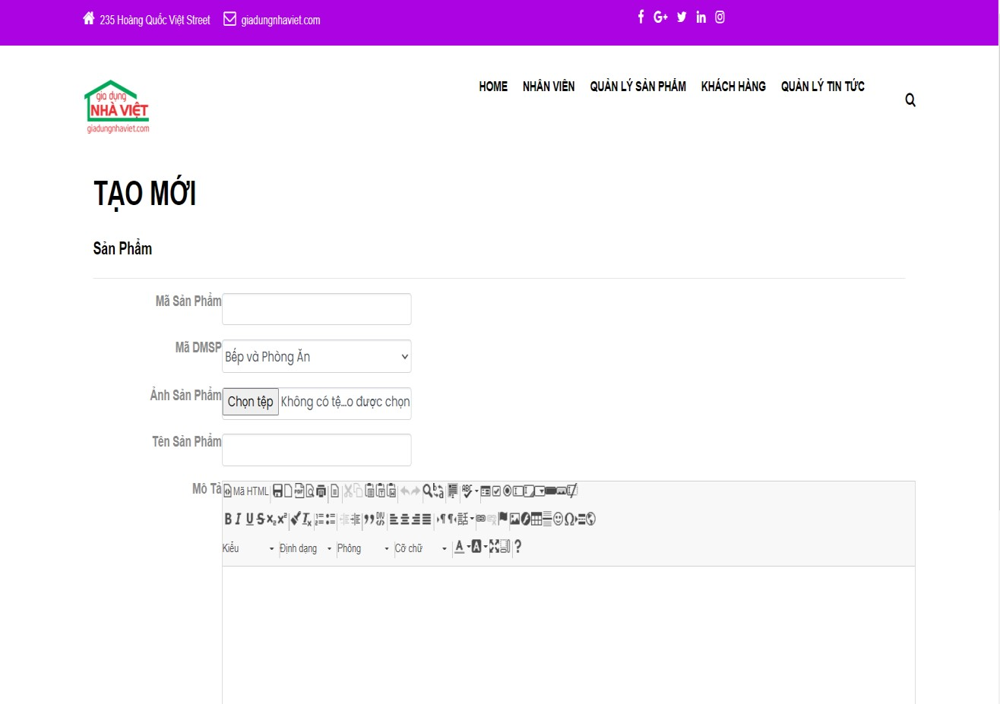 235 Hoàng Quốc Việt Street giadungnhaviet.com
gia dụng
NHÀ VIỆT
giadungnhaviet.com
HOME NHÂN VIÊN QUẢN LÝ SẢN PHẨM KHÁCH HÀNG QUẢN LÝ TIN TỨC
TẠO MỚI
Sản Phẩm
Mã Sản Phẩm
Mã DMSP Bếp và Phòng Ăn
Ảnh Sản Phẩm Chọn tệp Không có tệ...o được chọn
Tên Sản Phẩm
Mô Tả Mã HTML
Kiểu Định dạng Phông Cỡ chữ